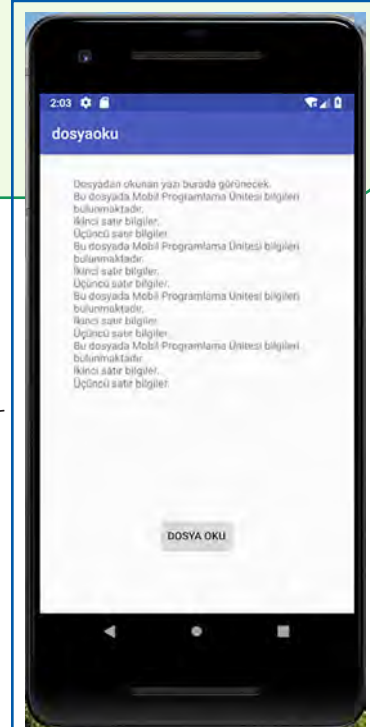 2:03
dosyaoku
Dosyadan okunan yazı burada görünecek.
Bu dosyada Mobil Programlama Ünitesi bilgileri
bulunmaktadır.
İkinci satır bilgiler.
Üçüncü satır bilgiler.
Bu dosyada Mobil Programlama Ünitesi bilgileri
bulunmaktadır.
İkinci satır bilgiler.
Üçüncü satır bilgiler.
Bu dosyada Mobil Programlama Ünitesi bilgileri
bulunmaktadır.
İkinci satır bilgiler.
Üçüncü satır bilgiler.
Bu dosyada Mobil Programlama Ünitesi bilgileri
bulunmaktadır.
İkinci satır bilgiler.
Üçüncü satır bilgiler.
DOSYA OKU